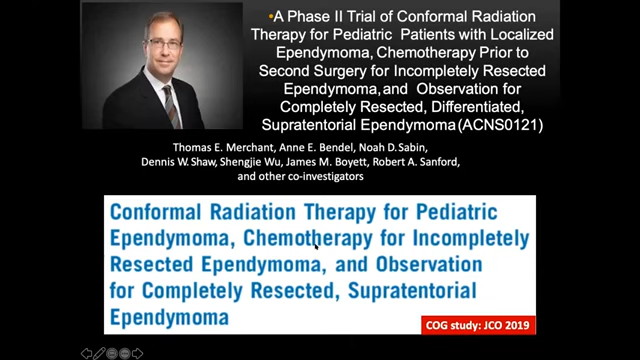 •A Phase II Trial of Conformal Radiation
Therapy for Pediatric Patients with Localized
Ependymoma, Chemotherapy Prior to
Second Surgery for Incompletely Resected
Ependymoma, and Observation for
Completely Resected, Differentiated,
Supratentorial Ependymoma (ACNS0121)
Thomas E. Merchant, Anne E. Bendel, Noah D. Sabin,
Dennis W. Shaw, Shengjie Wu, James M. Boyett, Robert A. Sanford,
and other co-investigators
Conformal Radiation Therapy for Pediatric
Ependymoma, Chemotherapy for Incompletely
Resected Ependymoma, and Observation
for Completely Resected, Supratentorial
Ependymoma
COG study: JCO 2019